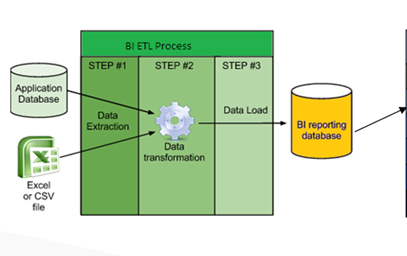 BI ETL Process
STEP #1
STEP #2
STEP #3
Application
Database
Data
Extraction
Data Load
BI reporting
database
Data
transformation
Excel
or CSV
file